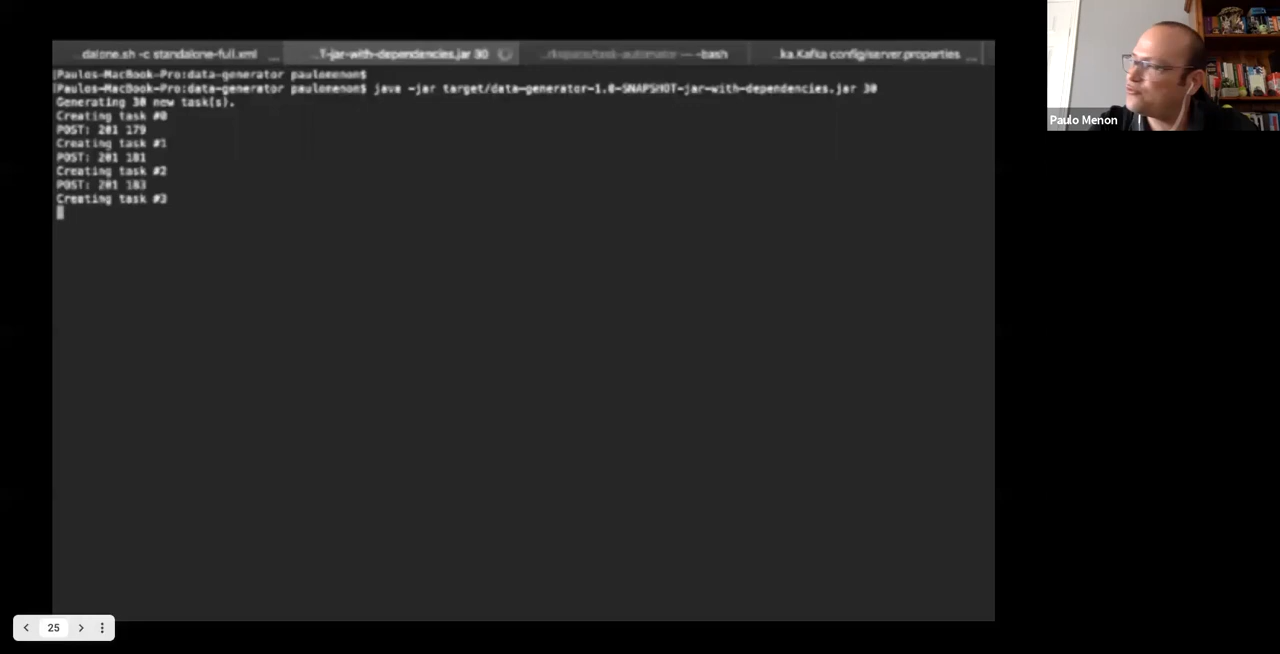 dalone.sh -c standalone-full.xml ... T-jar-with-dependencies.jar 30 -bash ka.Kafka config/server.properties ...
Paulos-MacBook-Pro:data-generator paulomenon$
Paulos-MacBook-Pro:data-generator paulomenon$ java -jar target/data-generator-1.0-SNAPSHOT-jar-with-dependencies.jar 30
Generating 30 new task(s).
Creating task #0
POST: 201 179
Creating task #1
POST: 201 181
Creating task #2
POST: 201 183
Creating task #3
Paulo Menon
25